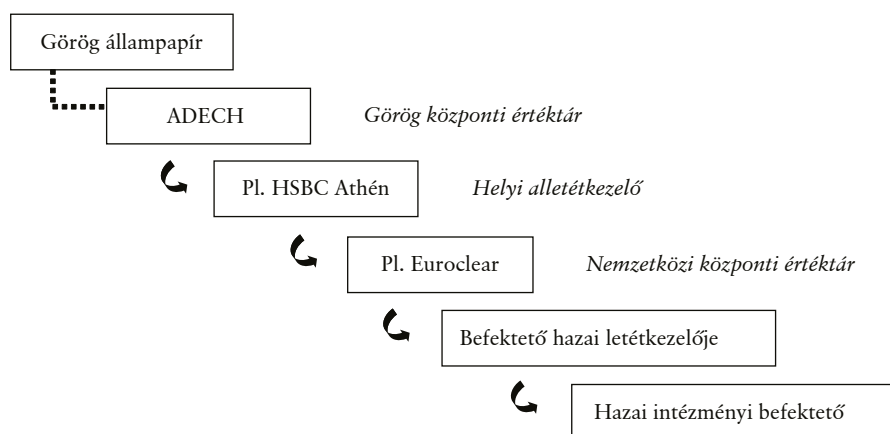 Görög állampapír
ADECH
Görög központi értéktár
Pl. HSBC Athén
Helyi alletétkezelő
Pl. Euroclear
Nemzetközi központi értéktár
Befektető hazai letétkezelője
Hazai intézményi befektető